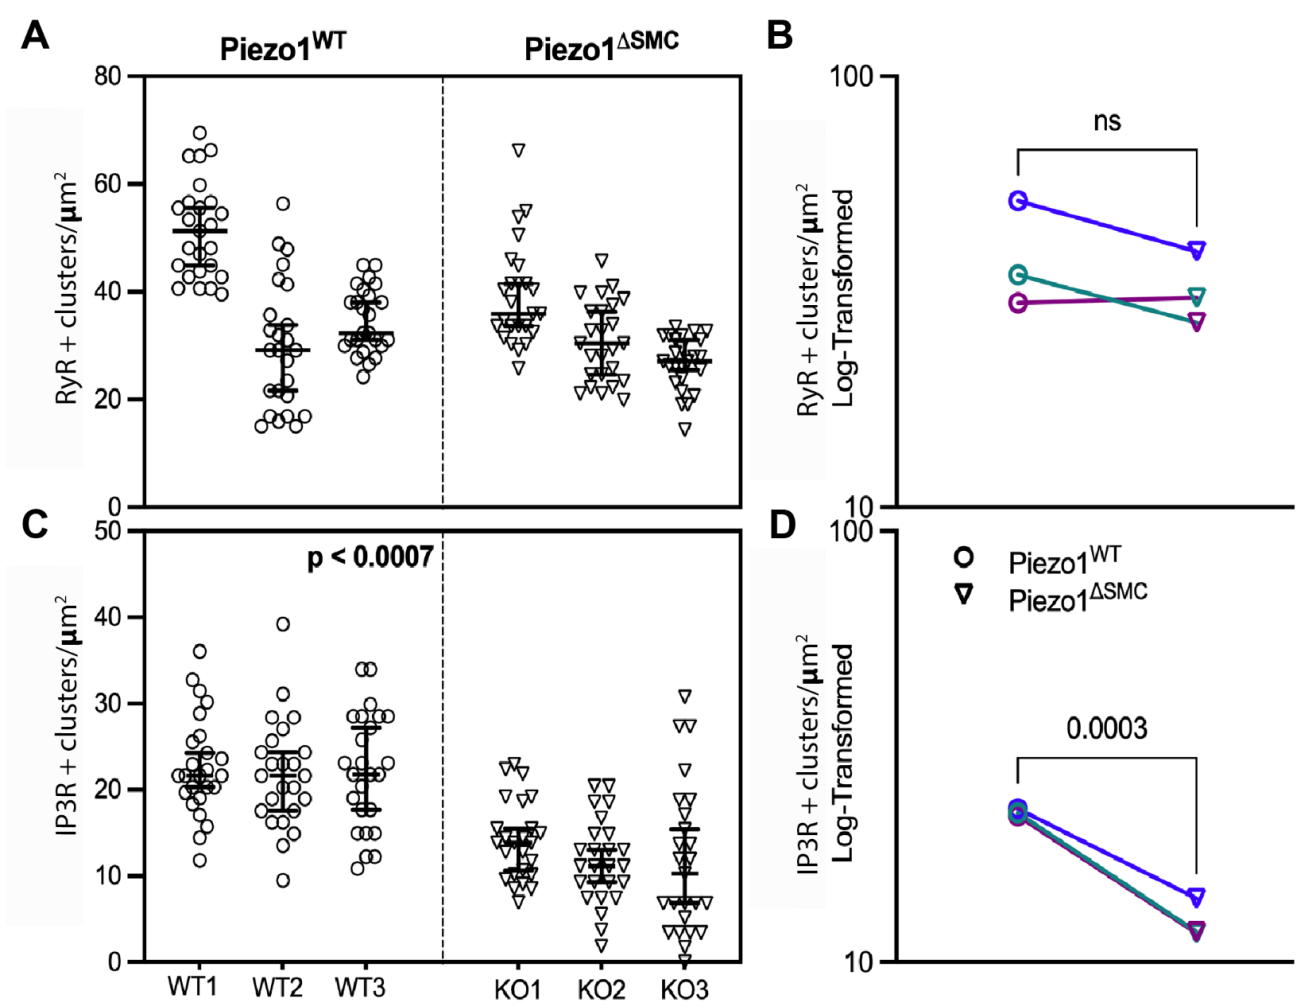 A
Piezo1WT
Piezo1ΔSMC
80
60
40
20
0
RyR + clusters/μm2
B
100
10
RyR + clusters/μm2
Log-Transformed
ns
C
50
40
30
20
10
0
IP3R + clusters/μm2
p < 0.0007
WT1
WT2
WT3
KO1
KO2
KO3
D
100
10
IP3R + clusters/μm2
Log-Transformed
Piezo1WT
Piezo1ΔSMC
0.0003